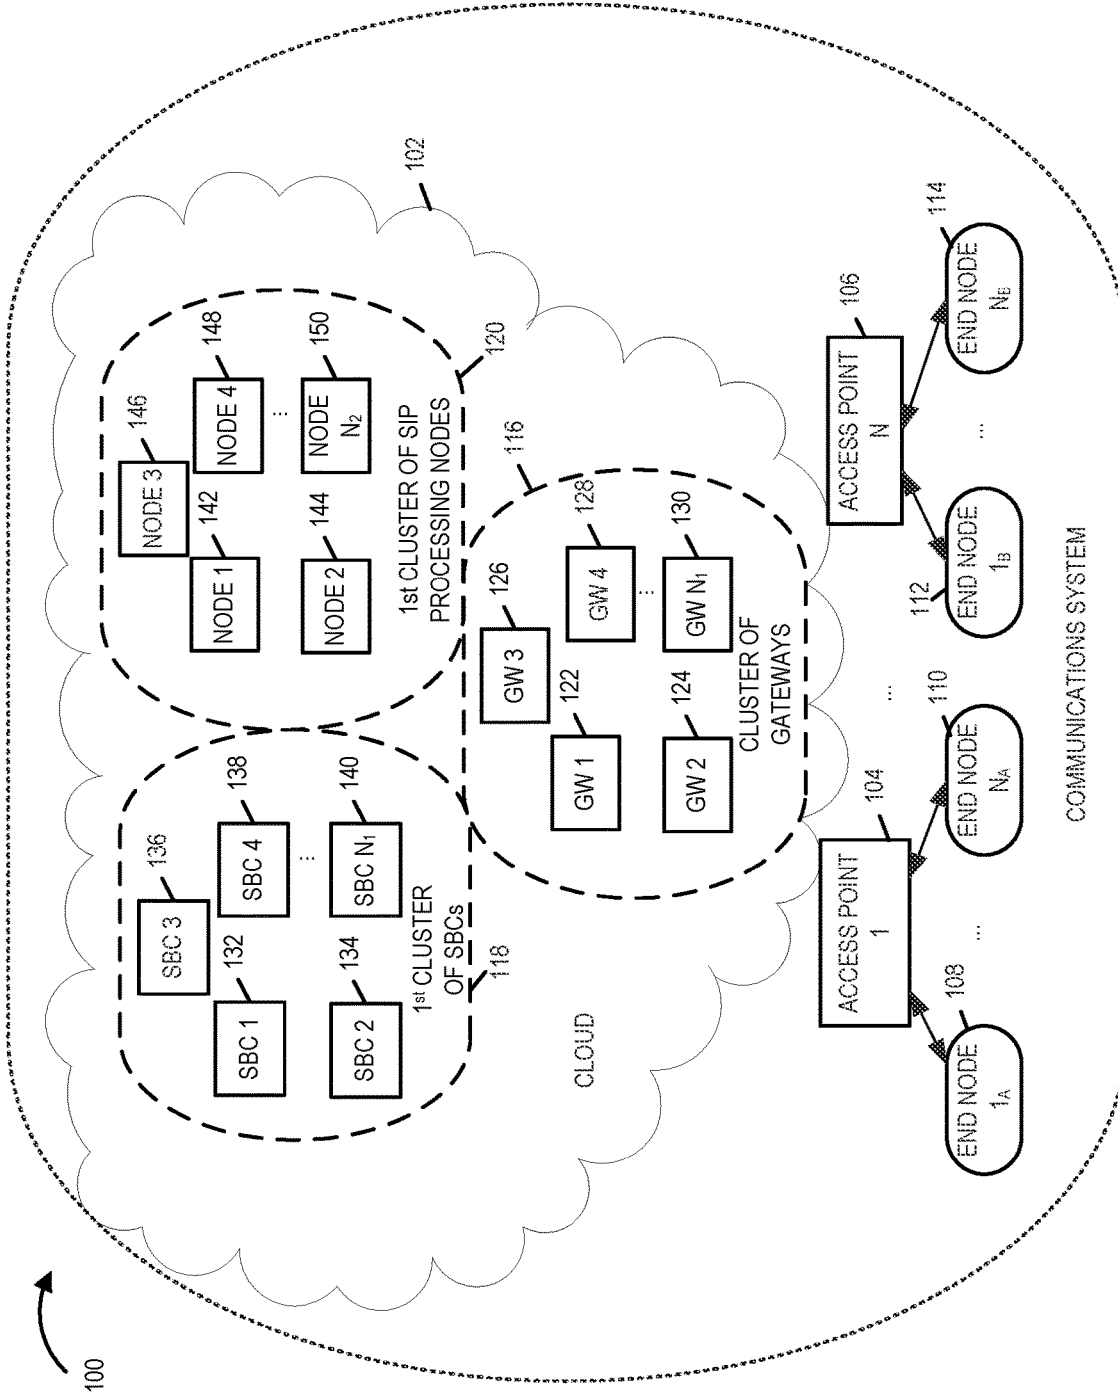 100
102
SBC 3
136
SBC 1
132
SBC 4
138
...
SBC 2
134
SBC N1
140
1st CLUSTER
OF SBCs
118
NODE 3
146
NODE 1
142
NODE 4
148
...
NODE 2
144
NODE
N2
150
1st CLUSTER OF SIP
PROCESSING NODES
120
CLOUD
116
GW 3
126
GW 1
122
GW 4
128
...
GW 2
124
GW N1
130
CLUSTER OF
GATEWAYS
ACCESS POINT
1
104
...
ACCESS POINT
N
106
END NODE
1A
108
...
END NODE
NA
110
END NODE
1B
112
...
END NODE
NB
114
COMMUNICATIONS SYSTEM